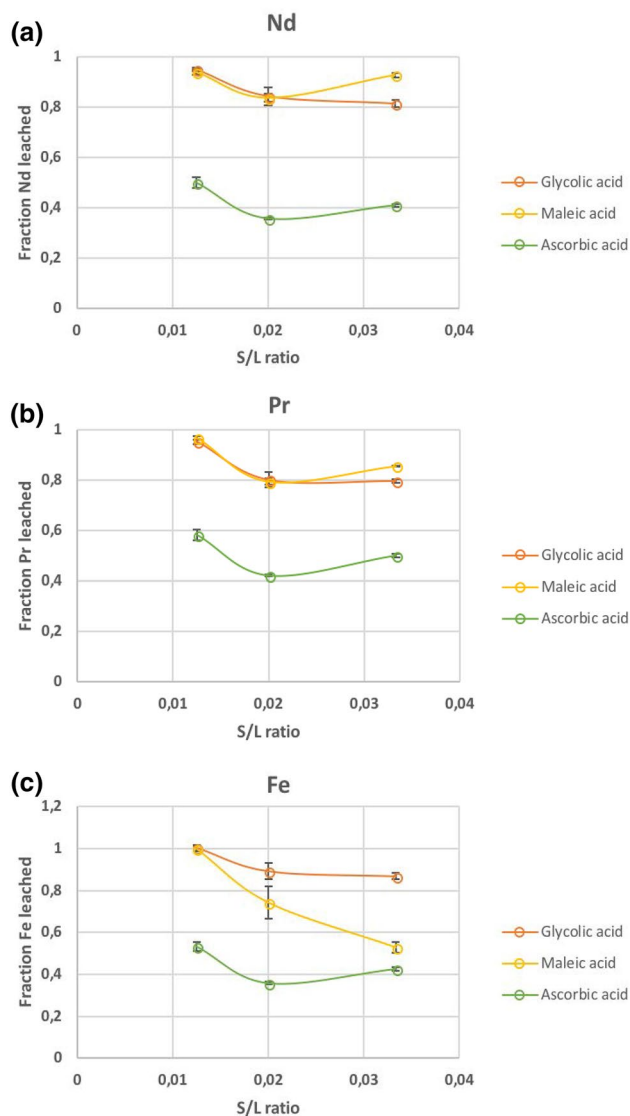 (a)
Nd
Fraction Nd leached
1
0,8
0,6
0,4
0,2
0
0
0,01
0,02
0,03
0,04
S/L ratio
Glycolic acid
Maleic acid
Ascorbic acid
(b)
Pr
Fraction Pr leached
1
0,8
0,6
0,4
0,2
0
0
0,01
0,02
0,03
0,04
S/L ratio
Glycolic acid
Maleic acid
Ascorbic acid
(c)
Fe
Fraction Fe leached
1,2
1
0,8
0,6
0,4
0,2
0
0
0,01
0,02
0,03
0,04
S/L ratio
Glycolic acid
Maleic acid
Ascorbic acid